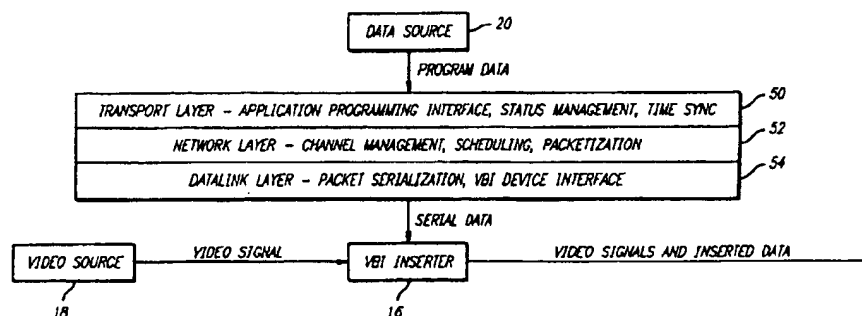 DATA SOURCE
20
PROGRAM DATA
TRANSPORT LAYER - APPLICATION PROGRAMMING INTERFACE, STATUS MANAGEMENT, TIME SYNC
50
NETWORK LAYER - CHANNEL MANAGEMENT, SCHEDULING, PACKETIZATION
52
DATALINK LAYER - PACKET SERIALIZATION, VBI DEVICE INTERFACE
54
SERIAL DATA
VIDEO SOURCE
VIDEO SIGNAL
VBI INSERTER
VIDEO SIGNALS AND INSERTED DATA
18
16